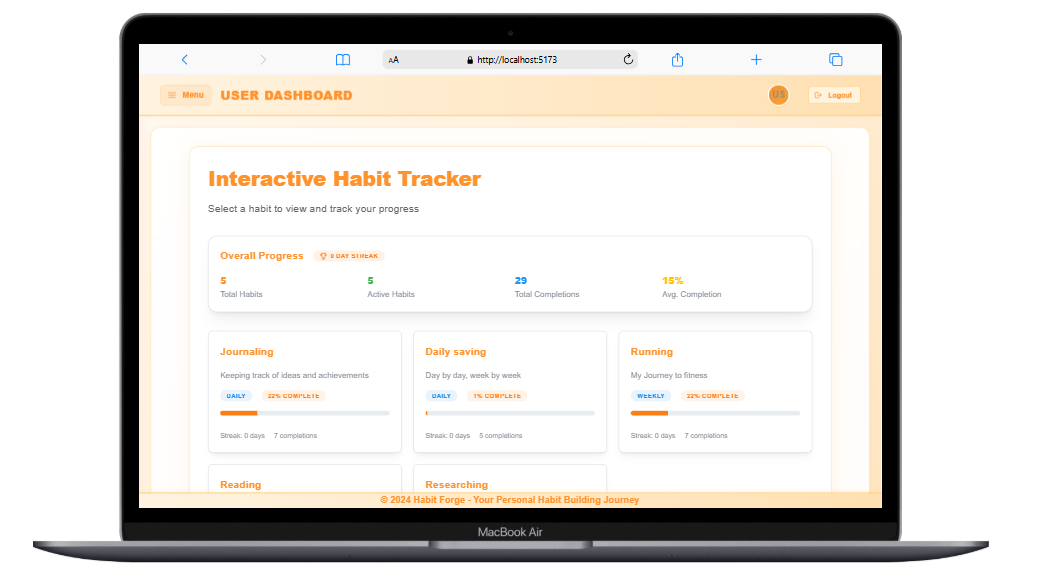 AA http://localhost:5173
Menu USER DASHBOARD US Logout
Interactive Habit Tracker
Select a habit to view and track your progress
Overall Progress 0 DAY STREAK
5 5 29 15%
Total Habits Active Habits Total Completions Avg. Completion
Journaling Daily saving Running
Keeping track of ideas and achievements Day by day, week by week My Journey to fitness
DAILY 22% COMPLETE DAILY 1% COMPLETE WEEKLY 22% COMPLETE
Streak: 0 days 7 completions Streak: 0 days 5 completions Streak: 0 days 7 completions
Reading Researching
© 2024 Habit Forge - Your Personal Habit Building Journey
MacBook Air